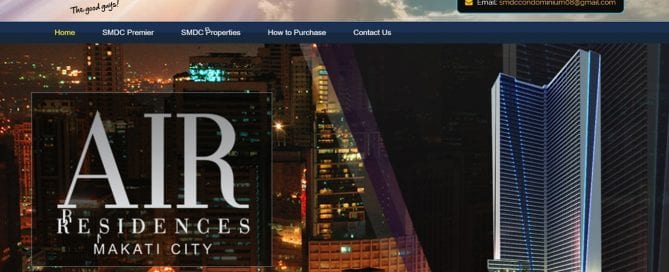 The good guys!
Email: smdccondominium08@gmail.com
Home SMDC Premier SMDC Properties How to Purchase Contact Us
AIR
RESIDENCES
MAKATI CITY